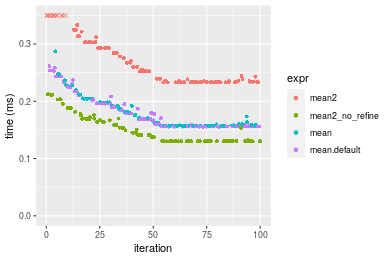 0.3
0.2
0.1
0.0
time (ms)
0
25
50
75
100
iteration
expr
mean2
mean2_no_refine
mean
mean.default